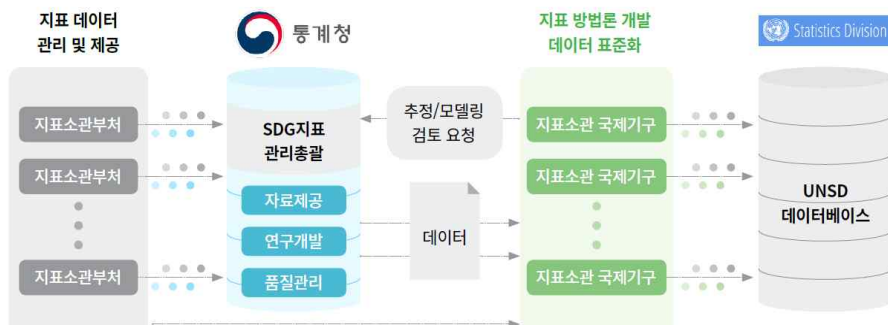 지표 데이터
관리 및 제공
통계청
지표 방법론 개발
데이터 표준화
Statistics Division
지표소관부처
지표소관부처
지표소관부처
SDG지표
관리총괄
자료제공
연구개발
품질관리
추정/모델링
검토 요청
데이터
지표소관 국제기구
지표소관 국제기구
지표소관 국제기구
UNSD
데이터베이스